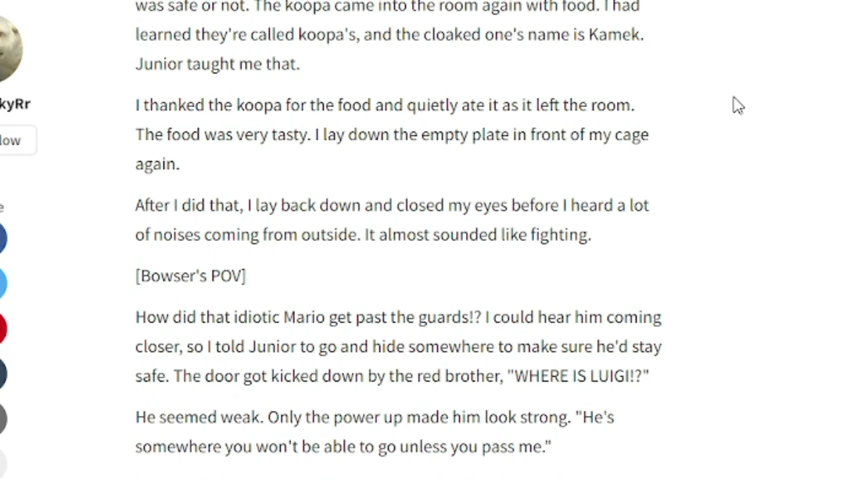 was safe or not. The koopa came into the room again with food. I had
learned they're called koopa's, and the cloaked one's name is Kamek.
Junior taught me that.
kyRr
I thanked the koopa for the food and quietly ate it as it left the room.
The food was very tasty. I lay down the empty plate in front of my cage
again.
low
After I did that, I lay back down and closed my eyes before I heard a lot
of noises coming from outside. It almost sounded like fighting.
e
[Bowser's POV]
How did that idiotic Mario get past the guards!? I could hear him coming
closer, so I told Junior to go and hide somewhere to make sure he'd stay
safe. The door got kicked down by the red brother, "WHERE IS LUIGI!?"
He seemed weak. Only the power up made him look strong. "He's
somewhere you won't be able to go unless you pass me."